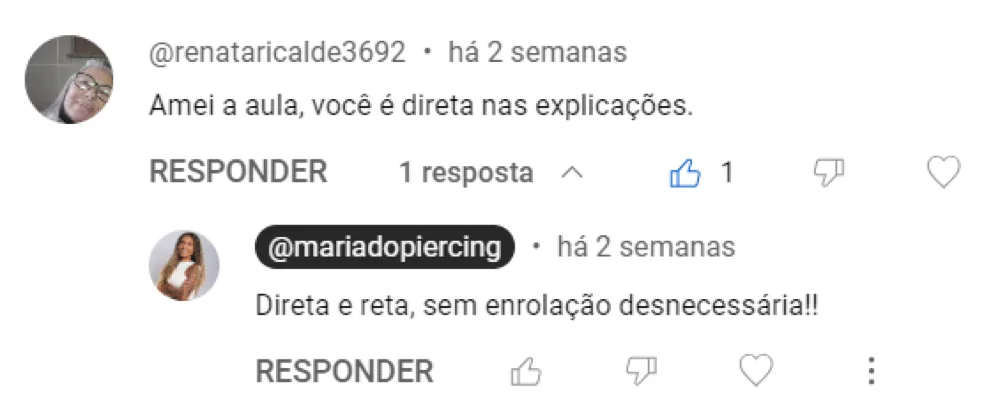 @renataricalde3692 • há 2 semanas
Amei a aula, você é direta nas explicações.
RESPONDER 1 resposta 1
@mariadopiercing • há 2 semanas
Direta e reta, sem enrolação desnecessária!!
RESPONDER